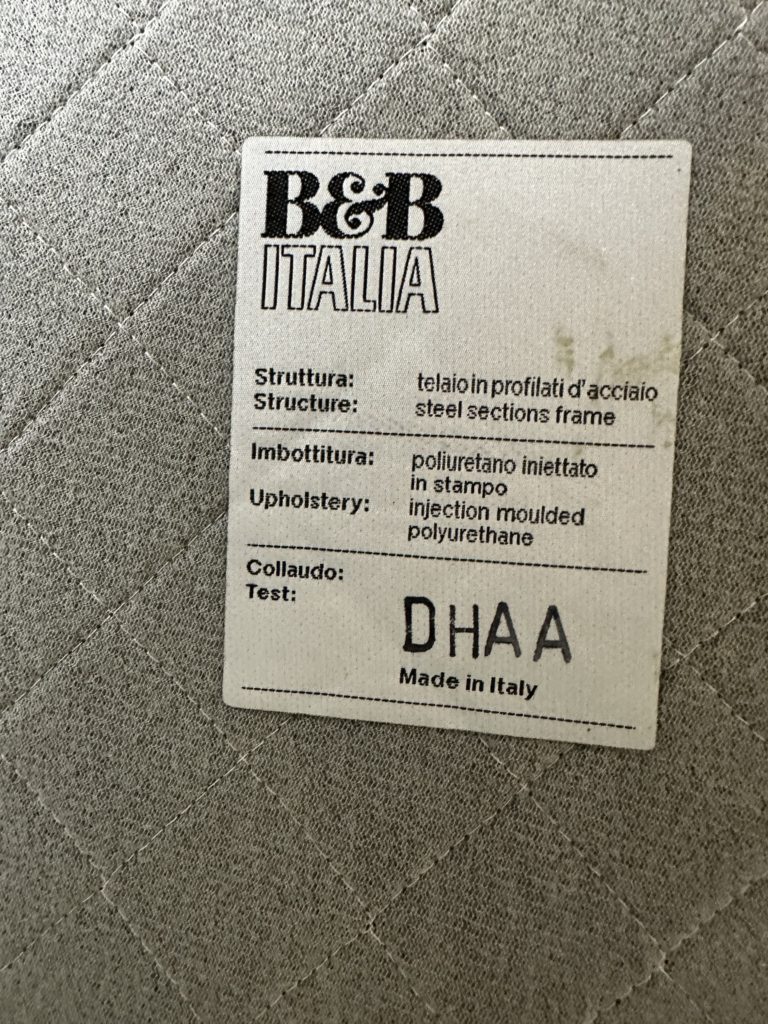 B&B
ITALIA
Struttura: telaio in profilati d'acciaio
Structure: steel sections frame
Imbottitura: poliuretano iniettato
in stampo
Upholstery: injection moulded
polyurethane
Collaudo:
Test:
DHAA
Made in Italy